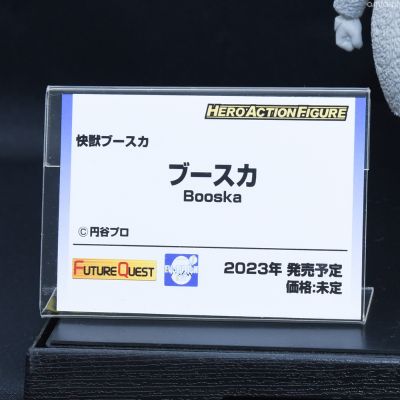 HERO ACTION FIGURE
快獣ブースカ
ブースカ
Booska
© 円谷プロ
FUTURE QUEST
2023年 発売予定
価格:未定